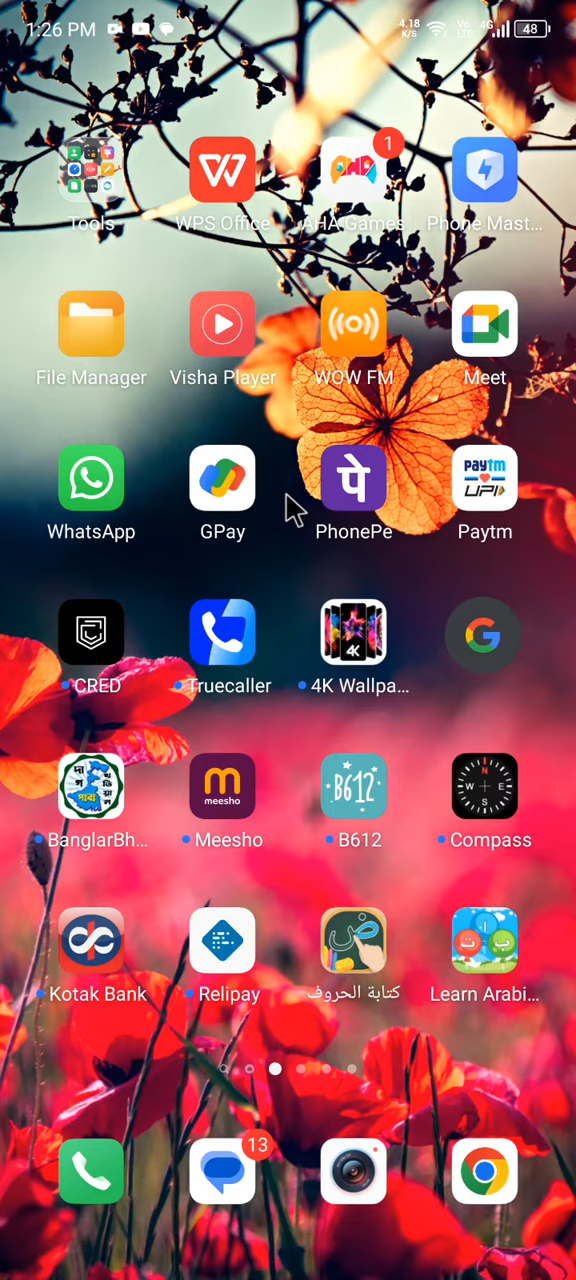 1:26 PM
4.18
K/S
Vo
LTE
4G
48
1
Tools
WPS Office
AHA Games
Phone Mast...
File Manager
Visha Player
WOW FM
Meet
पे
paytm
UPI
WhatsApp
GPay
PhonePe
Paytm
4K
G
CRED
Truecaller
4K Wallpa...
meesho
B612
N
W E
S
BanglarBh...
Meesho
B612
Compass
Kotak Bank
Relipay
كتابة الحروف
Learn Arabi...
13